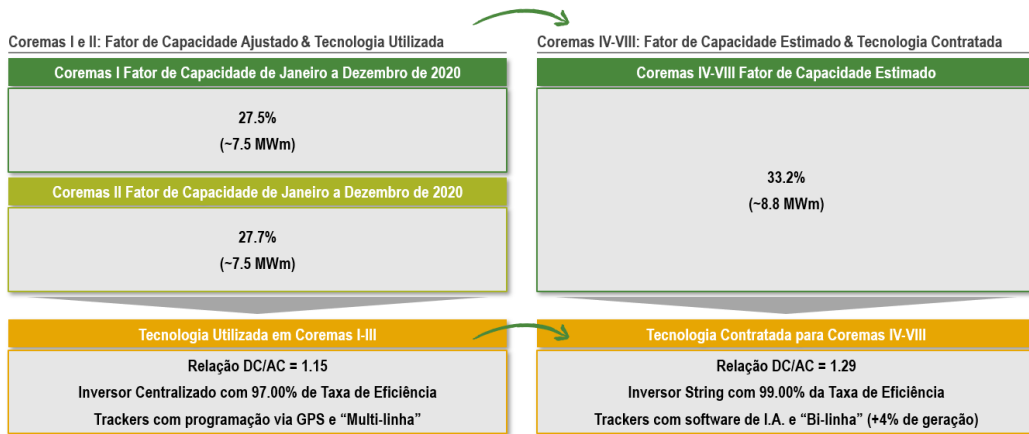 Coremas I e II: Fator de Capacidade Ajustado & Tecnologia Utilizada
Coremas I Fator de Capacidade de Janeiro a Dezembro de 2020
27.5%
(~7.5 MWm)
Coremas II Fator de Capacidade de Janeiro a Dezembro de 2020
27.7%
(~7.5 MWm)
Tecnologia Utilizada em Coremas I-III
Relação DC/AC = 1.15
Inversor Centralizado com 97.00% de Taxa de Eficiência
Trackers com programação via GPS e “Multi-linha”
Coremas IV-VIII: Fator de Capacidade Estimado & Tecnologia Contratada
Coremas IV-VIII Fator de Capacidade Estimado
33.2%
(~8.8 MWm)
Tecnologia Contratada para Coremas IV-VIII
Relação DC/AC = 1.29
Inversor String com 99.00% da Taxa de Eficiência
Trackers com software de I.A. e “Bi-linha” (+4% de geração)